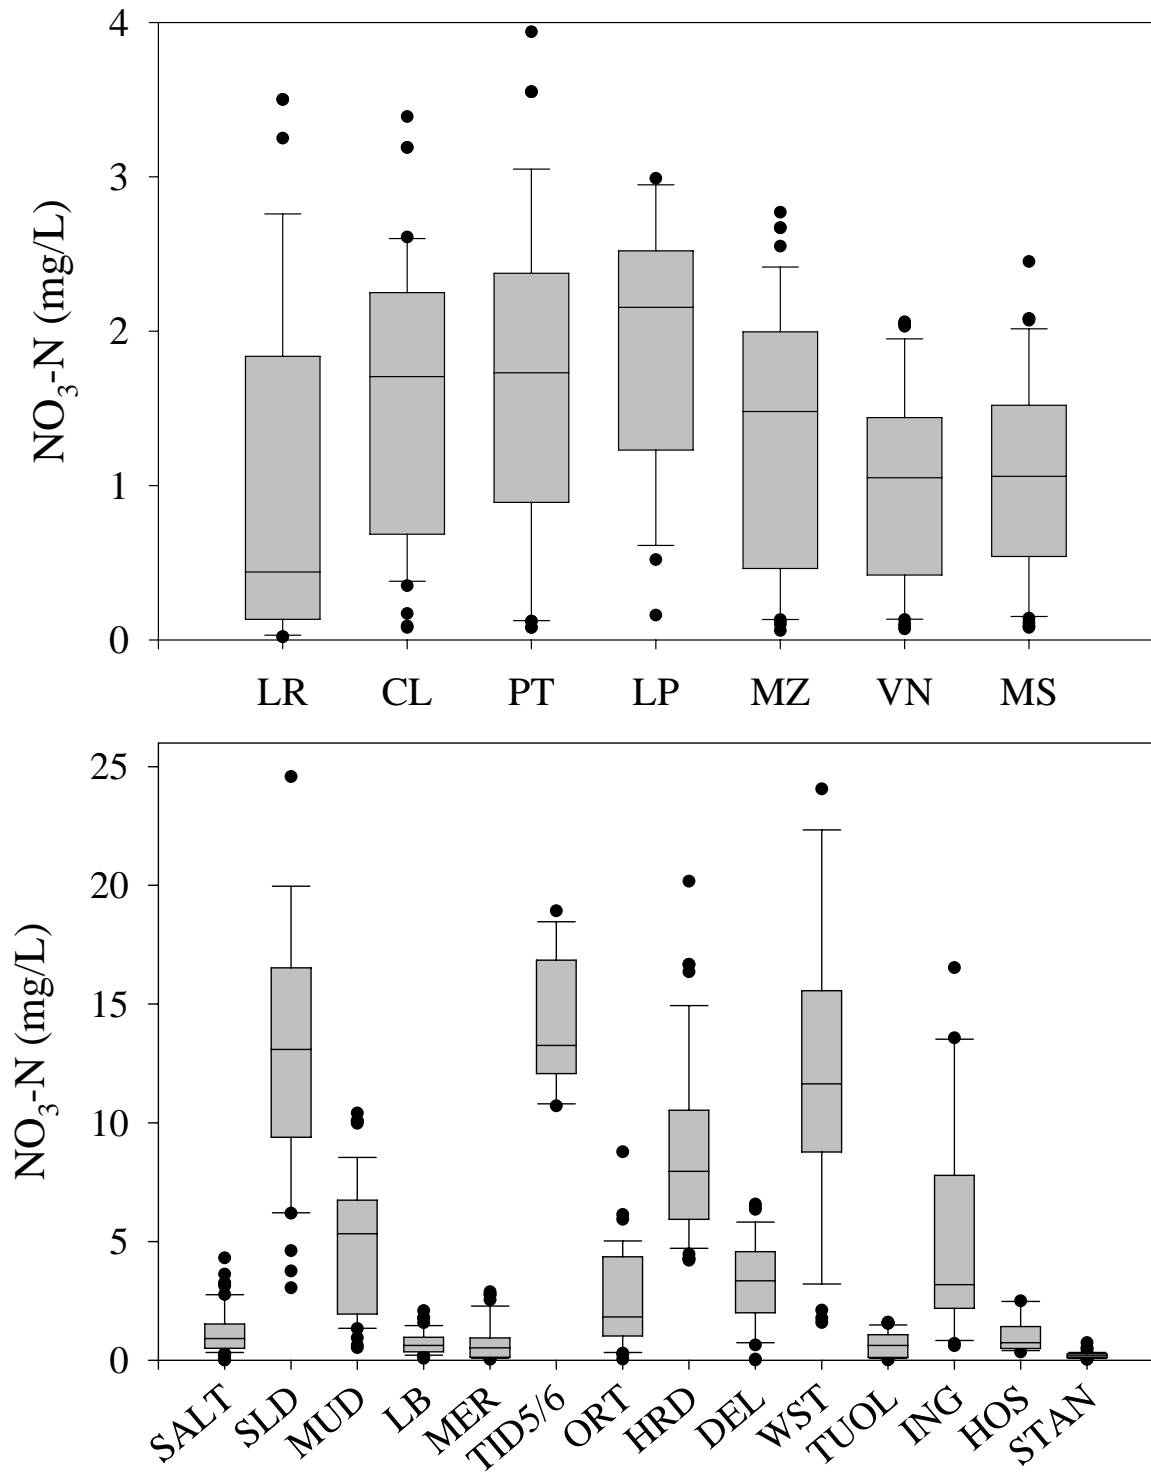 NO₃-N (mg/L)
4
3
2
1
0
LR CL PT LP MZ VN MS
NO₃-N (mg/L)
25
20
15
10
5
0
SALT SLD MUD LB MER TID5/6 ORT HRD DEL WST TUOL ING HOS STAN